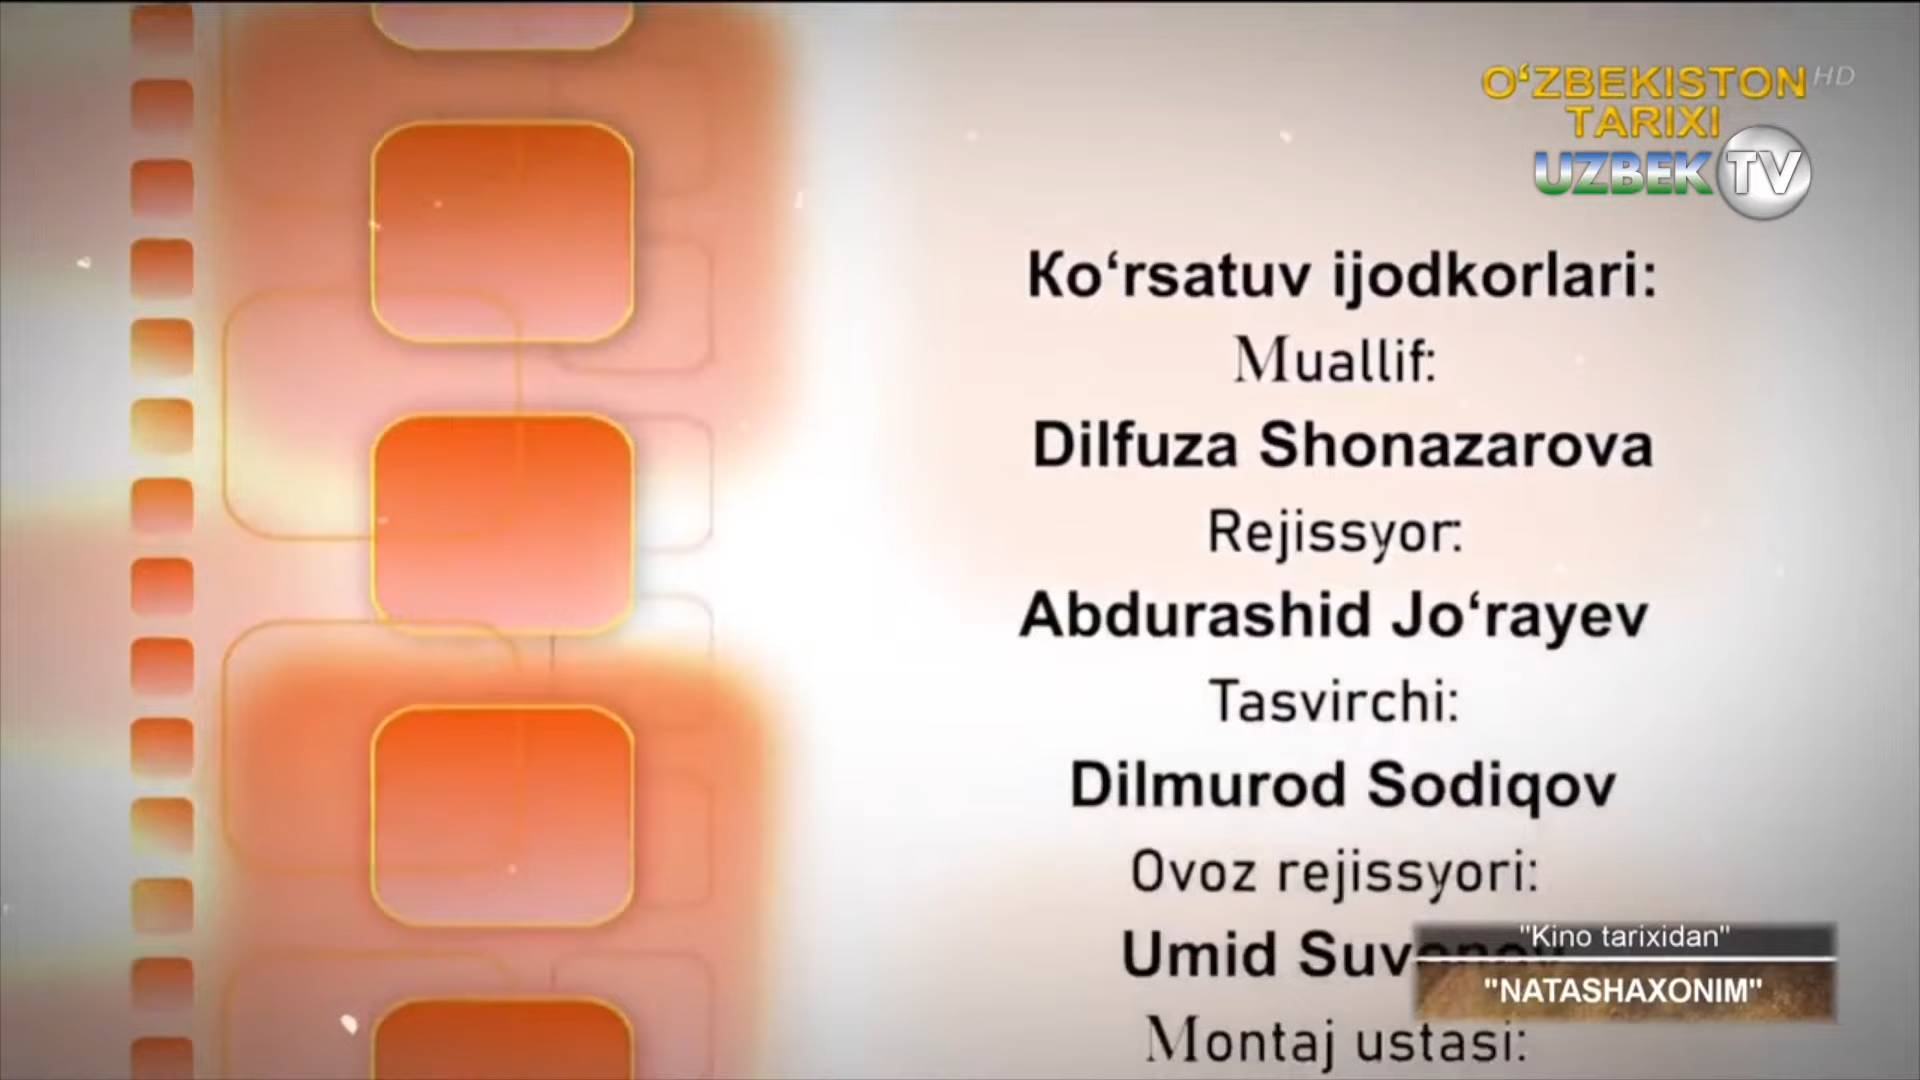 O‘ZBEKISTON HD
TARIXI
UZBEK TV
Ko‘rsatuv ijodkorlari:
Muallif:
Dilfuza Shonazarova
Rejissyor:
Abdurashid Jo‘rayev
Tasvirchi:
Dilmurod Sodiqov
Ovoz rejissyori:
Umid
"Kino tarixidan"
"NATASHAXONIM"
Montaj ustasi: